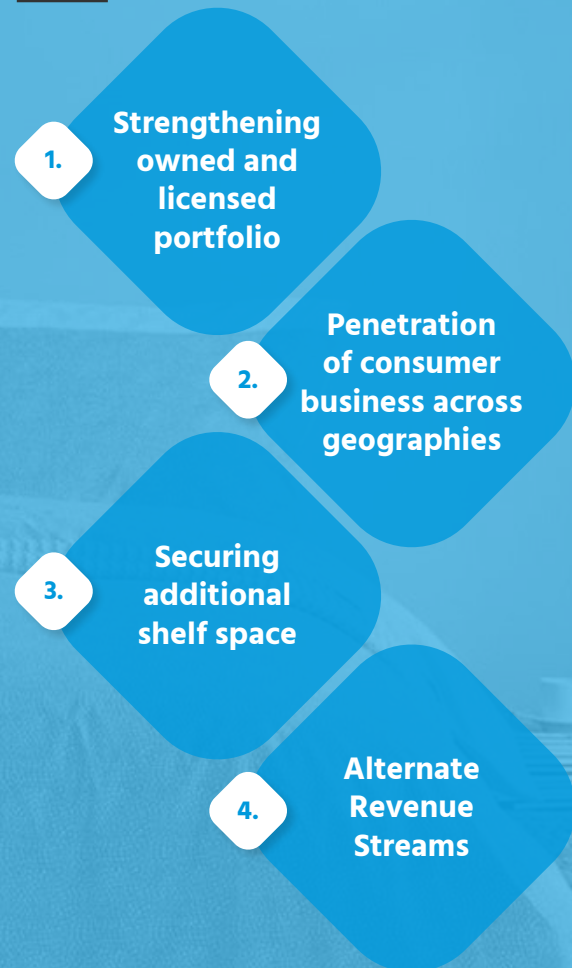 1.
Strengthening
owned and
licensed
portfolio
2.
Penetration
of consumer
business across
geographies
3.
Securing
additional
shelf space
4.
Alternate
Revenue
Streams